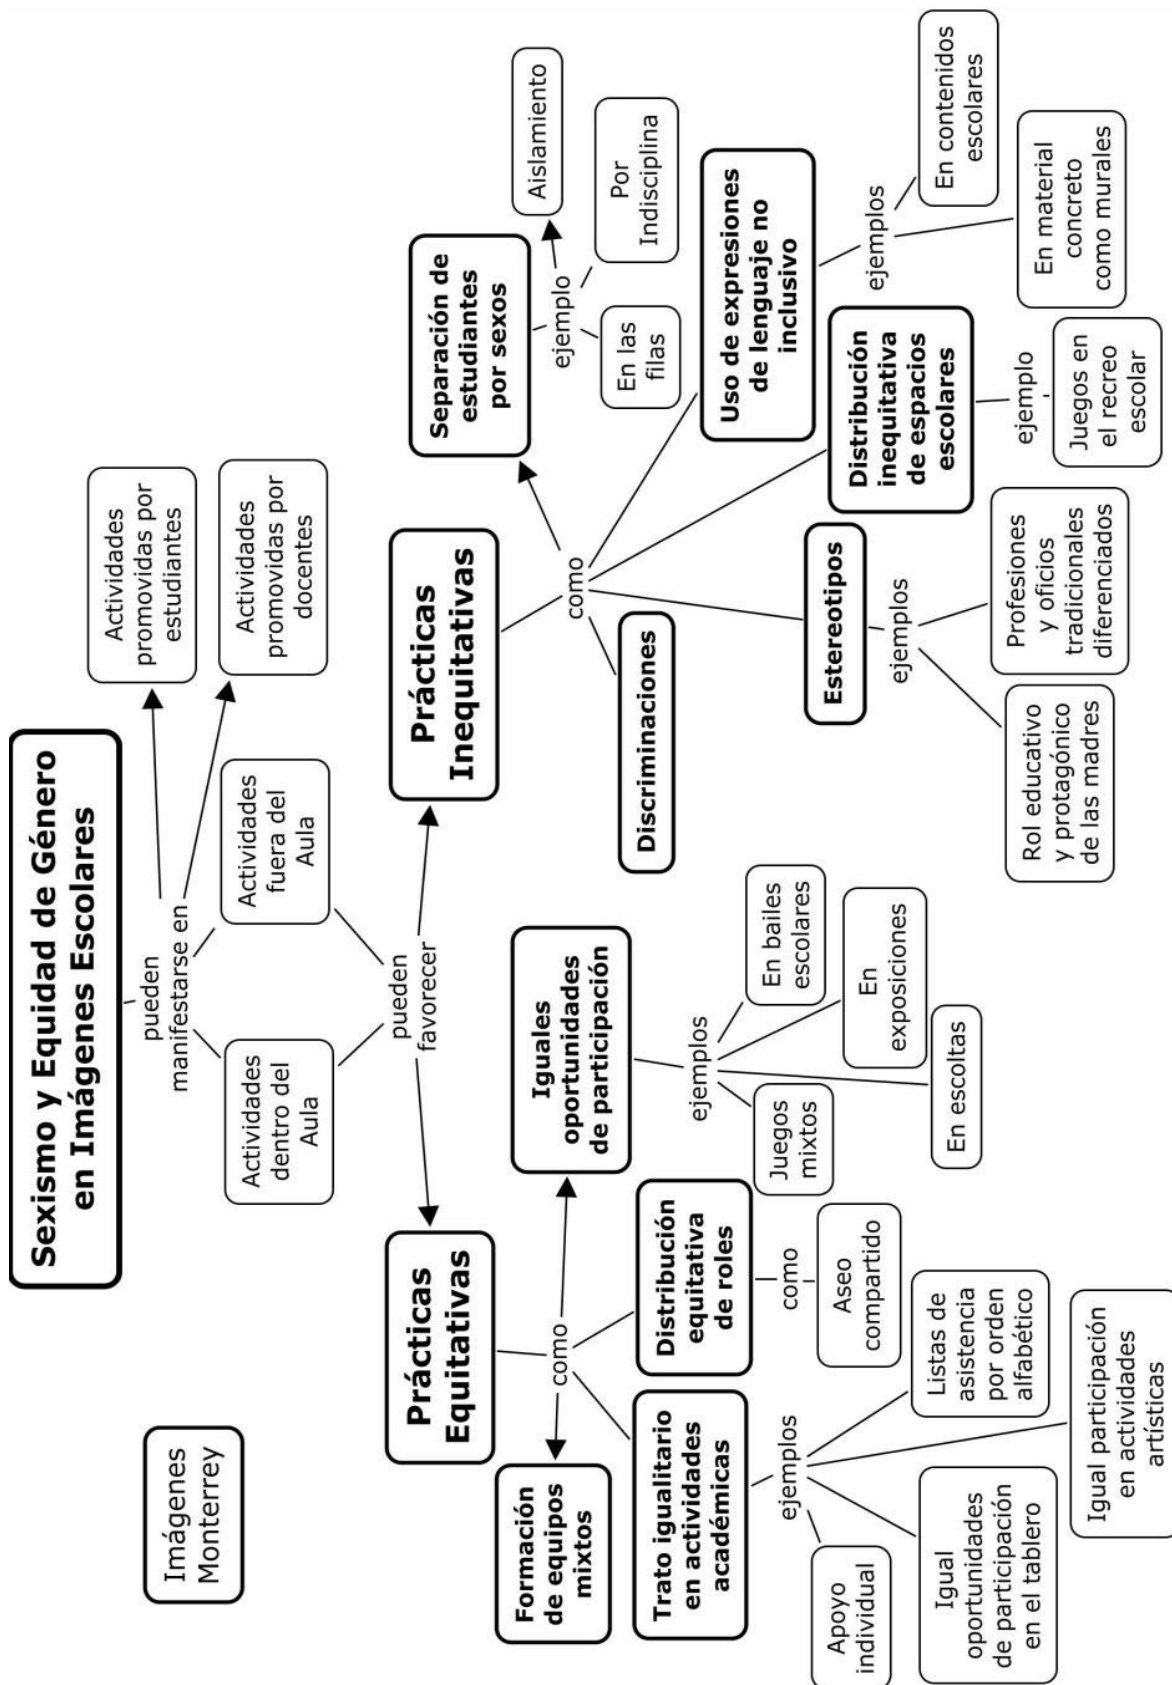 Imágenes
Monterrey
Sexismo y Equidad de Género
en Imágenes Escolares
pueden
manifestarse en
Actividades
dentro del
Aula
Actividades
fuera del
Aula
Actividades
promovidas por
estudiantes
Actividades
promovidas por
docentes
pueden
favorecer
Prácticas
Equitativas
Prácticas
Inequitativas
como
Formación
de equipos
mixtos
Trato igualitario
en actividades
académicas
Distribución
equitativa
de roles
Iguales
oportunidades
de participación
ejemplos
Apoyo
individual
Igual
oportunidades
de participación
en el tablero
Igual participación
en actividades
artísticas
Listas de
asistencia
por orden
alfabético
como
Aseo
compartido
ejemplos
Juegos
mixtos
En escoltas
En
exposiciones
En bailes
escolares
como
Discriminaciones
Estereotipos
Distribución
inequitativa
de espacios
escolares
Uso de expresiones
de lenguaje no
inclusivo
Separación de
estudiantes
por sexos
ejemplos
Rol educativo
y protagónico
de las madres
Profesiones
y oficios
tradicionales
diferenciados
ejemplo
Juegos en
el recreo
escolar
ejemplos
En material
concreto
como murales
En contenidos
escolares
ejemplo
En las
filas
Por
Indisciplina
Aislamiento